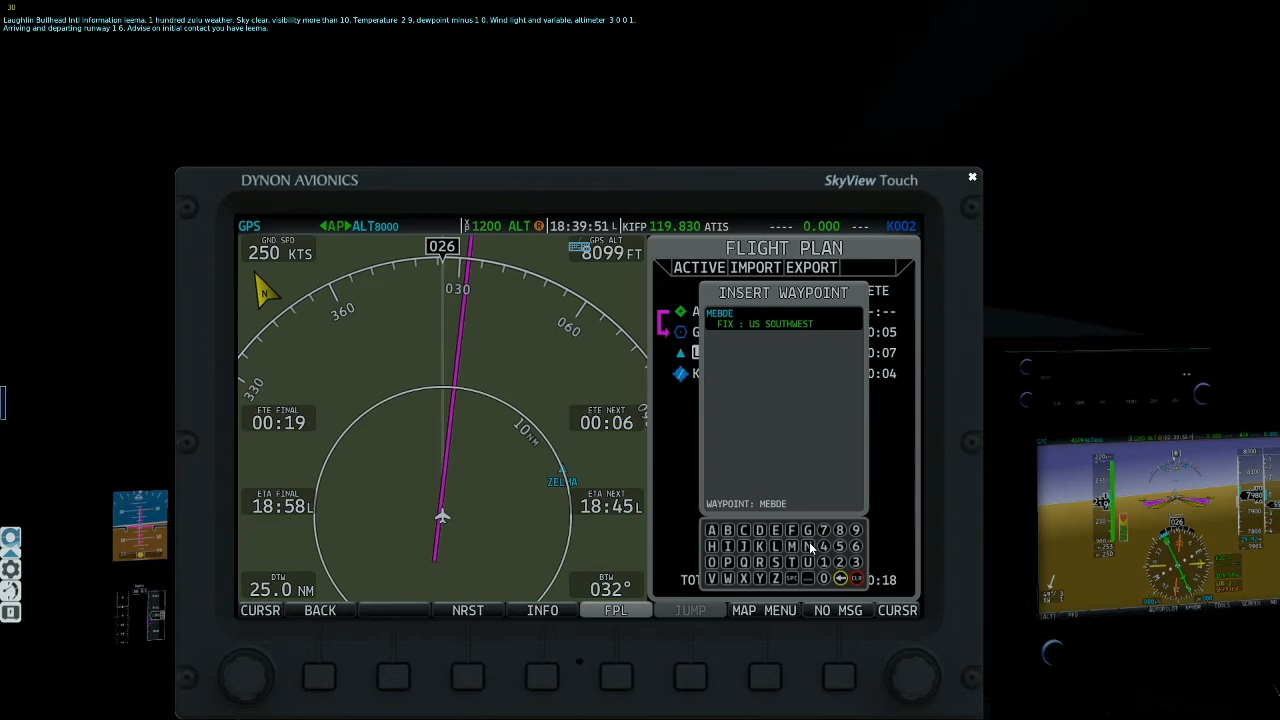 30
Laughlin Bullhead Intl information leema. 1 hundred zulu weather. Sky clear, visibility more than 10. Temperature 2 9, dewpoint minus 1 0. Wind light and variable, altimeter 3 0 0 1.
Arriving and departing runway 1 6. Advise on initial contact you have leema.
DYNON AVIONICS
SkyView Touch
GPS ◄AP► ALT8000 1200 ALT R 18:39:51 L KIFP 119.830 ATIS ---- 0.000 --- K002
GND SPD
250 KTS
026
GPS ALT
8099 FT
N
330
360
030
060
10 NM
ZELMA
ETE FINAL
00:19
ETE NEXT
00:06
ETA FINAL
18:58L
ETA NEXT
18:45L
DTW
25.0 NM
BTW
032°
FLIGHT PLAN
ACTIVE IMPORT EXPORT
ETE
A -:--
G 0:05
L 0:07
K 0:04
TOT 0:18
INSERT WAYPOINT
MEBDE
FIX : US SOUTHWEST
WAYPOINT: MEBDE
A B C D E F G 7 8 9
H I J K L M N 4 5 6
O P Q R S T U 1 2 3
V W X Y Z SPC _ 0 CLR
CURSR BACK NRST INFO FPL JUMP MAP MENU NO MSG CURSR
026